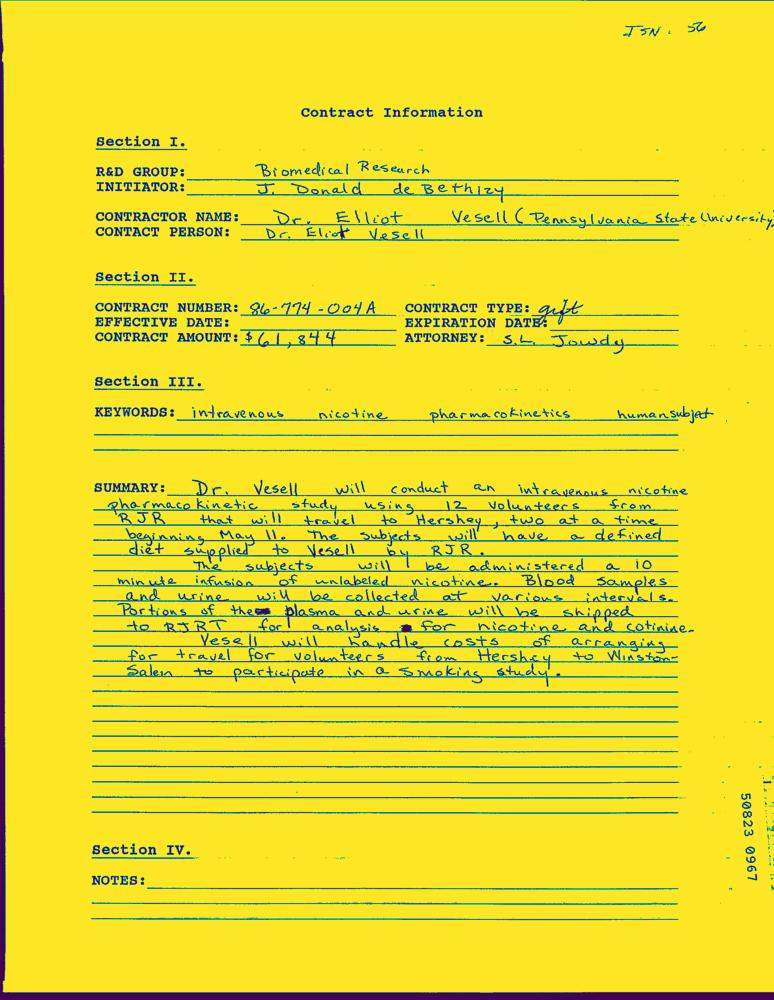 JSN. 56
Contract Information
Section I.
R&D GROUP: Biomedical Research
INITIATOR: J. Donald deBethizy
CONTRACTOR NAME: Dr. Elliot Vesell (Pennsylvania State University)
CONTACT PERSON: Dr. Eliot Vesell
Section II.
CONTRACT NUMBER: 86-774-004A CONTRACT TYPE: gift
EFFECTIVE DATE: EXPIRATION DATE:
CONTRACT AMOUNT: $61,844 ATTORNEY: S.L. Jowdy
Section III.
KEYWORDS: intravenous nicotine pharmacokinetics human subject
SUMMARY: Dr. Vesell will conduct an intravenous nicotine
pharmacokinetic study using 12 volunteers from
RJR that will travel to Hershey, two at a time
beginning May 11. The subjects will have a defined
diet supplied to Vesell by RJR.
The subjects will be administered a 10
minute infusion of unlabeled nicotine. Blood samples
and urine will be collected at various intervals.
Portions of the plasma and urine will be shipped
to RJRT for analysis for nicotine and cotinine.
Vesell will handle costs of arranging
for travel for volunteers from Hershey to Winston-
Salem to participate in a smoking study.
Section IV.
NOTES:
50823 0967